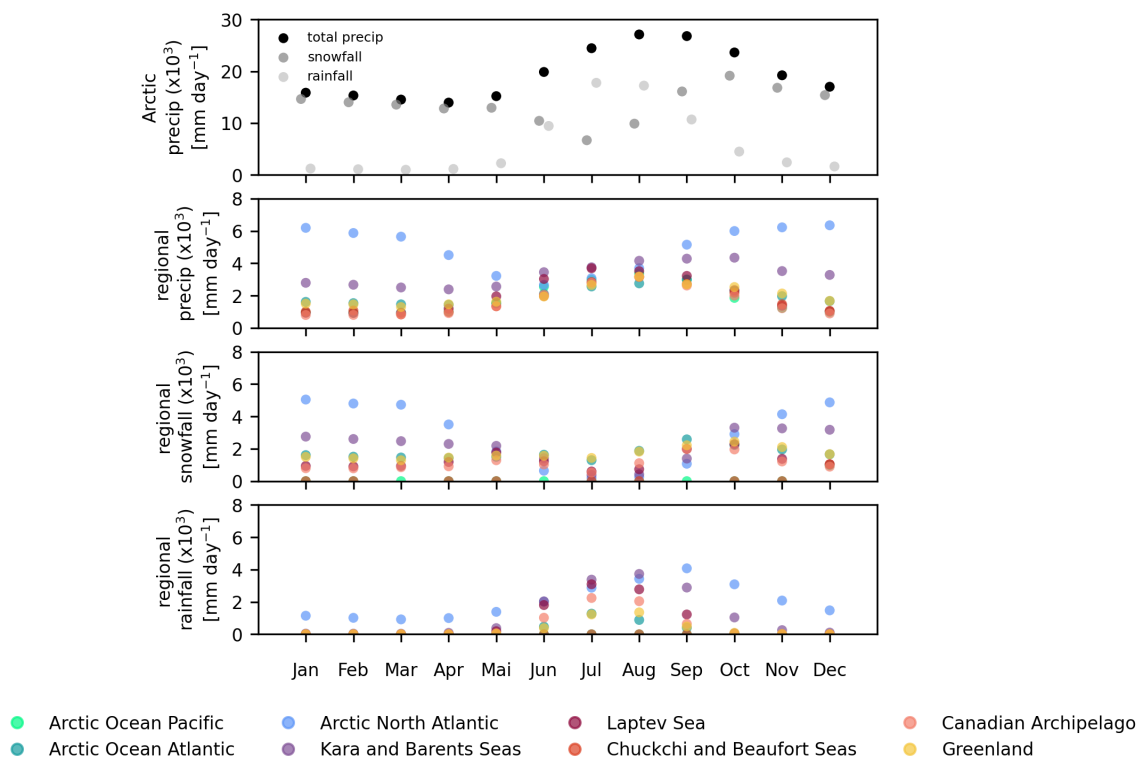 Arctic
precip (x10³)
[mm day⁻¹]
30
20
10
0
total precip
snowfall
rainfall
regional
precip (x10³)
[mm day⁻¹]
8
6
4
2
0
regional
snowfall (x10³)
[mm day⁻¹]
8
6
4
2
0
regional
rainfall (x10³)
[mm day⁻¹]
8
6
4
2
0
Jan Feb Mar Apr Mai Jun Jul Aug Sep Oct Nov Dec
Arctic Ocean Pacific Arctic North Atlantic Laptev Sea Canadian Archipelago
Arctic Ocean Atlantic Kara and Barents Seas Chuckchi and Beaufort Seas Greenland